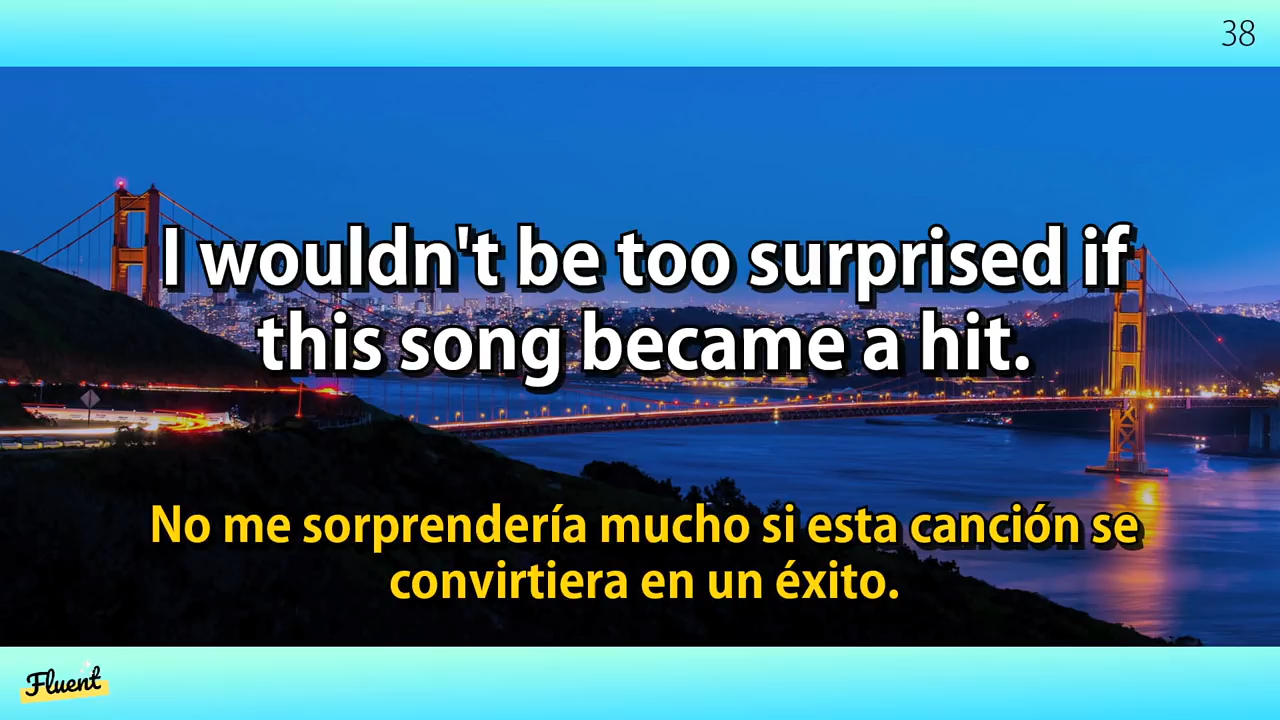 38
I wouldn't be too surprised if
this song became a hit.
No me sorprendería mucho si esta canción se
convirtiera en un éxito.
Fluent